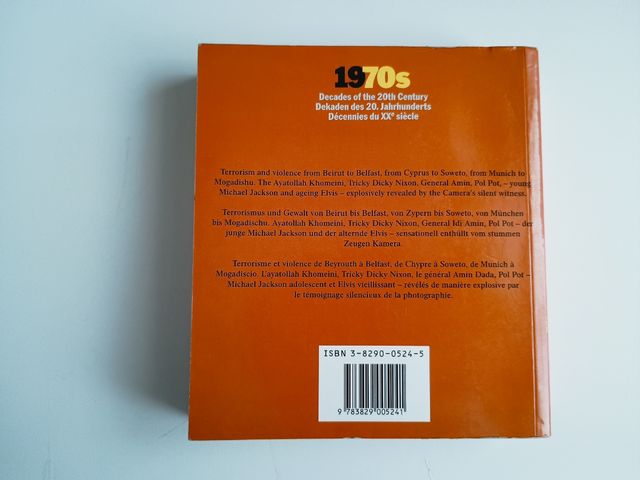 1970s
Decades of the 20th Century
Dekaden des 20. Jahrhunderts
Décennies du XXe siècle
Terrorism and violence from Beirut to Belfast, from Cyprus to Soweto, from Munich to
Mogadishu. The Ayatollah Khomeini, Tricky Dicky Nixon, General Amin, Pol Pot, – young
Michael Jackson and ageing Elvis – explosively revealed by the Camera's silent witness.
Terrorismus und Gewalt von Beirut bis Belfast, von Zypern bis Soweto, von München
bis Mogadischu. Ayatollah Khomeini, Tricky Dicky Nixon, General Idi Amin, Pol Pot – der
junge Michael Jackson und der alternde Elvis – sensationell enthüllt vom stummen
Zeugen Kamera.
Terrorisme et violence de Beyrouth à Belfast, de Chypre à Soweto, de Munich à
Mogadiscio. L'ayatollah Khomeini, Tricky Dicky Nixon, le général Amin Dada, Pol Pot –
Michael Jackson adolescent et Elvis vieillissant – révélés de manière explosive par
le témoignage silencieux de la photographie.
ISBN 3-8290-0524-5
9 783829 005241